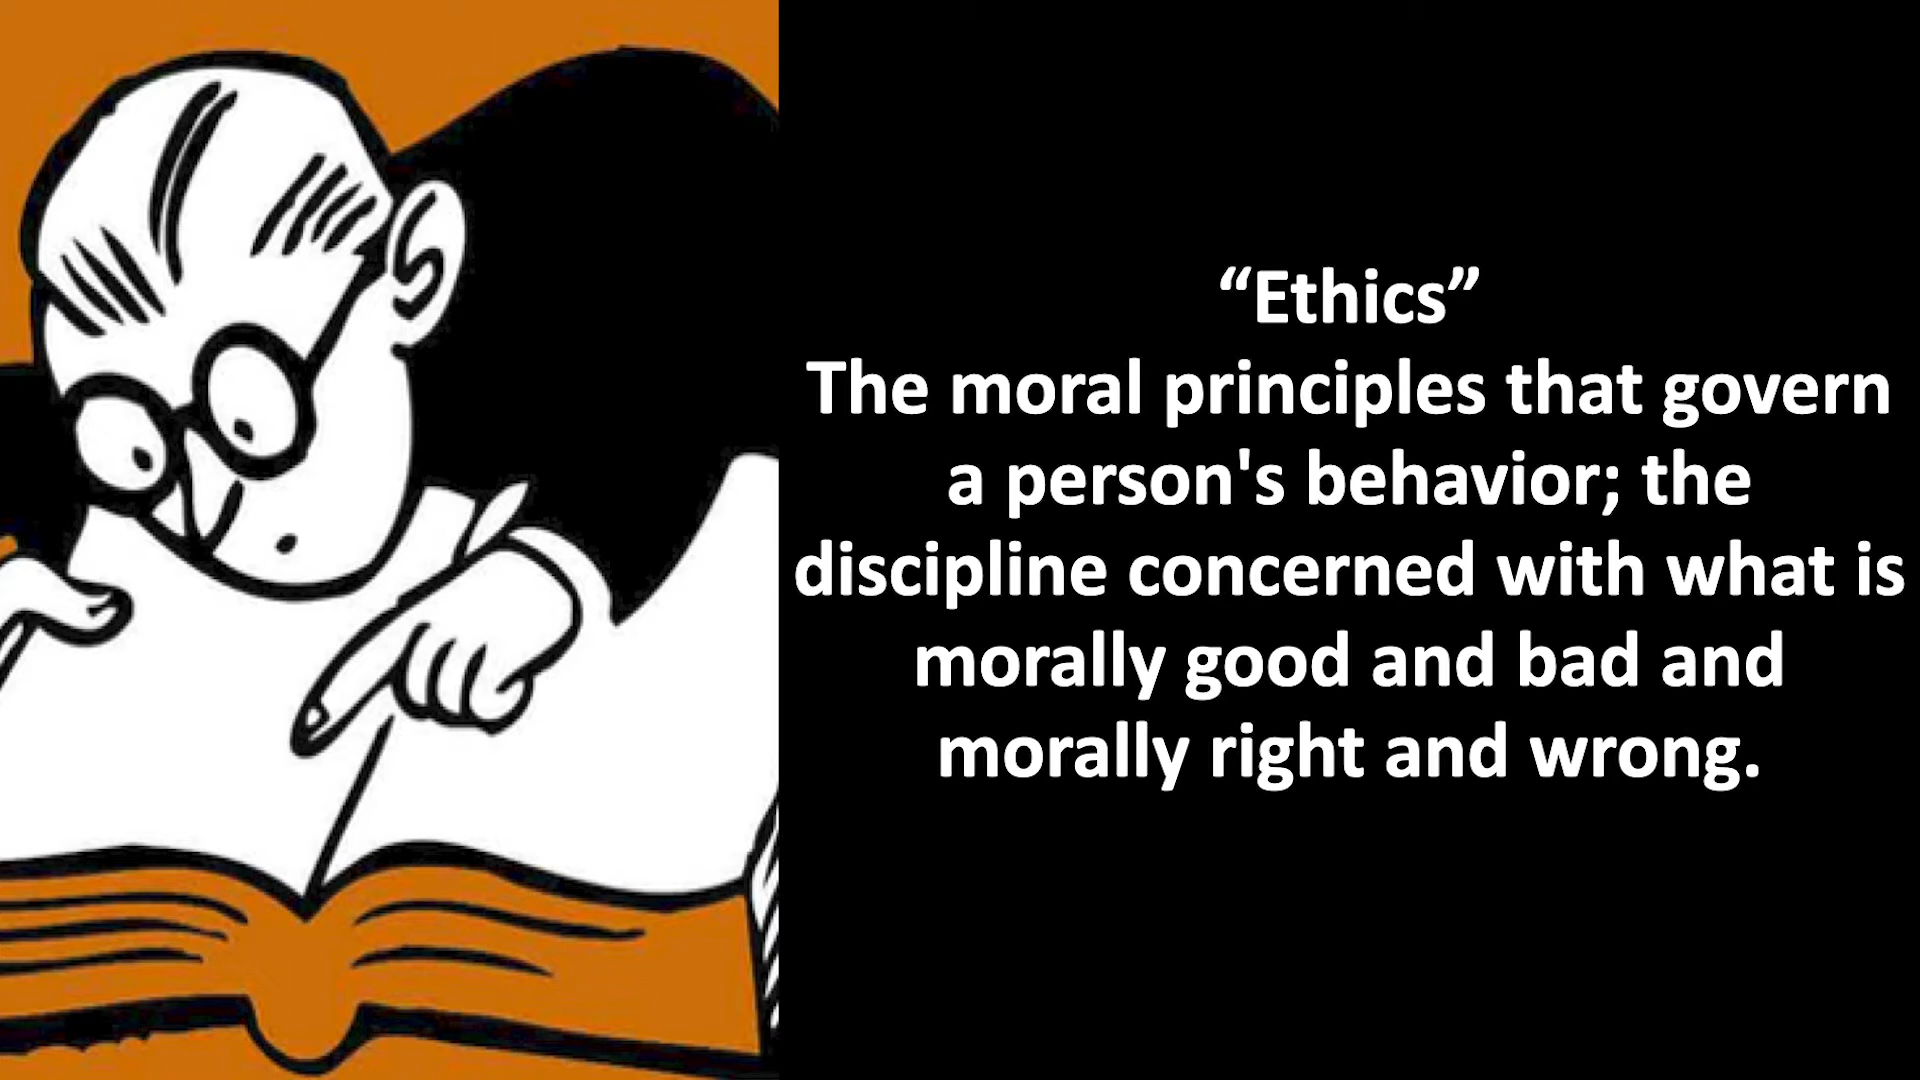 “Ethics”
The moral principles that govern
a person's behavior; the
discipline concerned with what is
morally good and bad and
morally right and wrong.